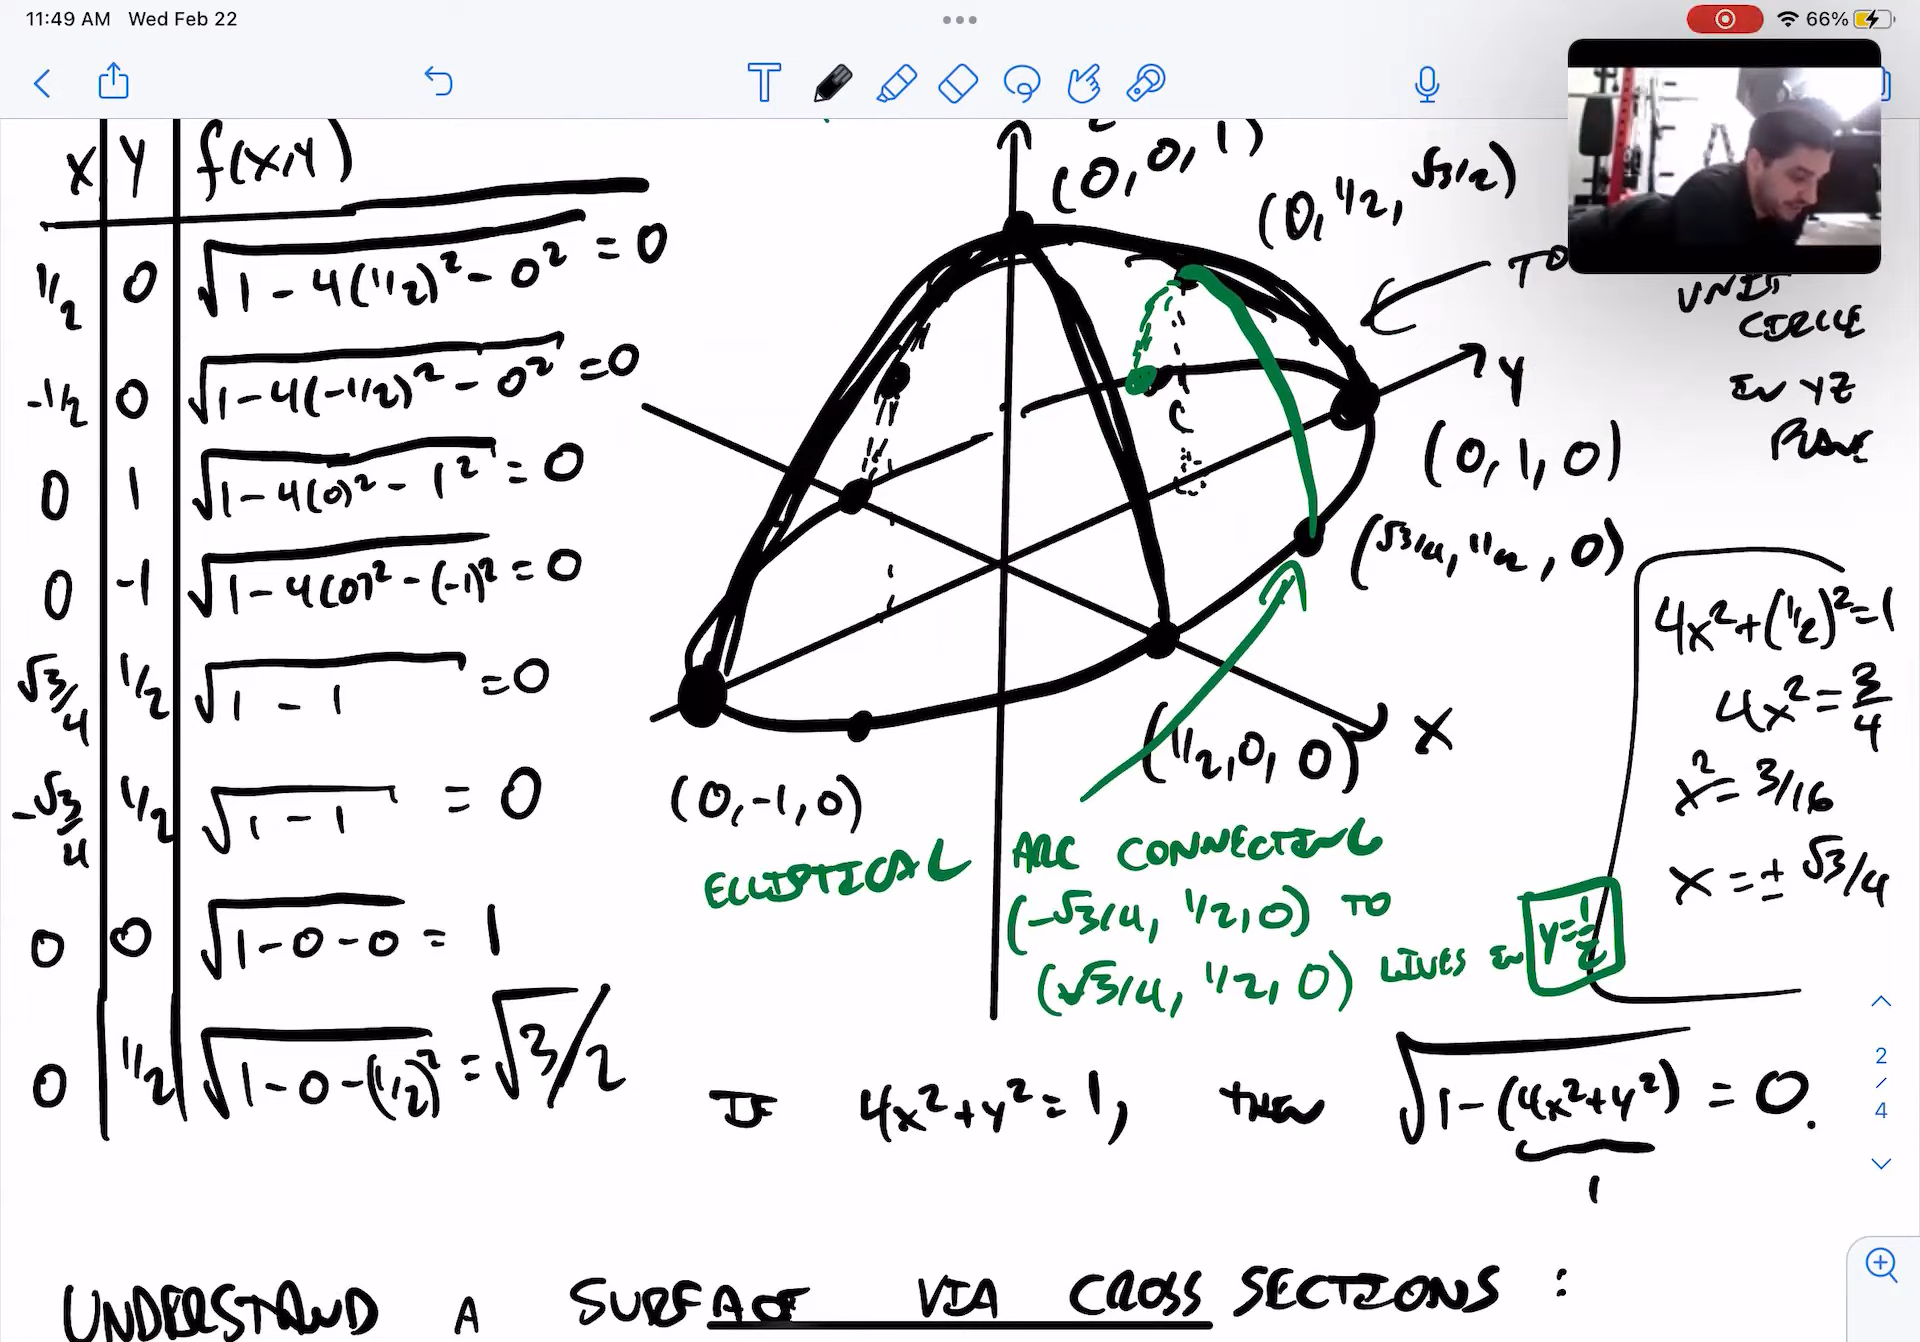 11:49 AM Wed Feb 22
66%
x y f(x,y)
1/2 0 √1-4(1/2)²-0² = 0
-1/2 0 √1-4(-1/2)²-0² = 0
0 1 √1-4(0)²-1² = 0
0 -1 √1-4(0)²-(-1)² = 0
√3/4 1/2 √1-1 = 0
-√3/4 1/2 √1-1 = 0
0 0 √1-0-0 = 1
0 1/2 √1-0-(1/2)² = √3/2
(0,0,1)
(0,1/2,√3/2)
UNIT
CIRCLE
IN YZ
PLANE
y
(0,1,0)
(√3/4,1/2,0)
x
(1/2,0,0)
(0,-1,0)
ELLIPTICAL ARC CONNECTING
(-√3/4, 1/2,0) TO
(√3/4, 1/2,0) LIVES IN y=1/2
4x²+(1/2)²=1
4x²=3/4
x²=3/16
x=±√3/4
IF 4x²+y²=1, THEN √1-(4x²+y²) = 0.
1
2
/
4
UNDERSTAND A SURFACE VIA CROSS SECTIONS: